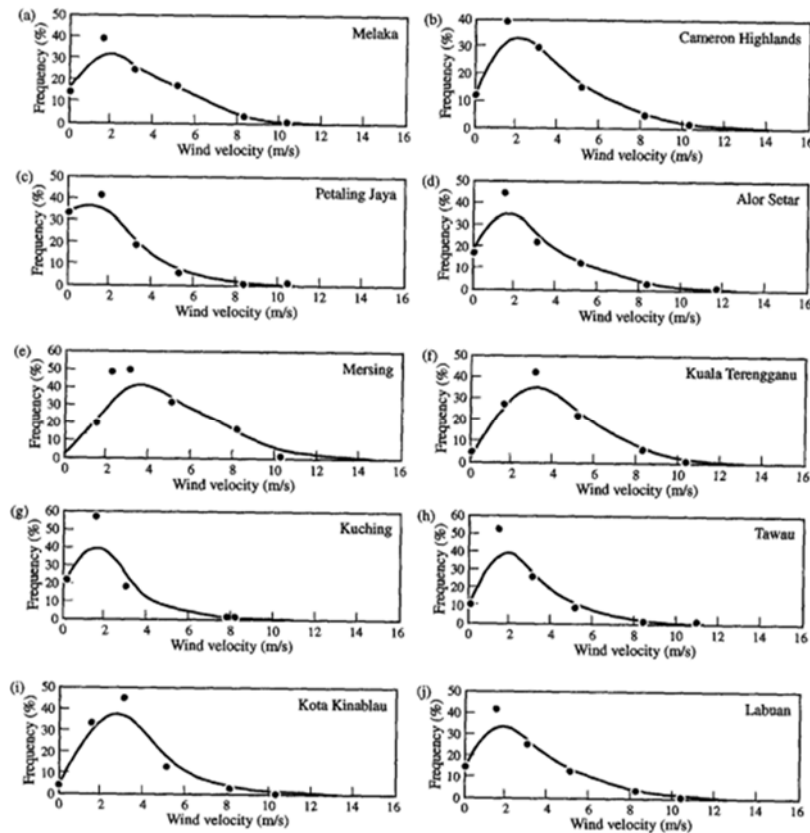 (a)
Melaka
Frequency (%)
50
40
30
20
10
0
0 2 4 6 8 10 12 14 16
Wind velocity (m/s)
(b)
Cameron Highlands
Frequency (%)
40
30
20
10
0
0 2 4 6 8 10 12 14 16
Wind velocity (m/s)
(c)
Petaling Jaya
Frequency (%)
50
40
30
20
10
0
0 2 4 6 8 10 12 14 16
Wind velocity (m/s)
(d)
Alor Setar
Frequency (%)
50
40
30
20
10
0
0 2 4 6 8 10 12 14 16
Wind velocity (m/s)
(e)
Mersing
Frequency (%)
60
50
40
30
20
10
0
0 2 4 6 8 10 12 14 16
Wind velocity (m/s)
(f)
Kuala Terengganu
Frequency (%)
50
40
30
20
10
0
0 2 4 6 8 10 12 14 16
Wind velocity (m/s)
(g)
Kuching
Frequency (%)
60
50
40
30
20
10
0
0 2 4 6 8 10 12 14 16
Wind velocity (m/s)
(h)
Tawau
Frequency (%)
60
50
40
30
20
10
0
0 2 4 6 8 10 12 14 16
Wind velocity (m/s)
(i)
Kota Kinablau
Frequency (%)
50
40
30
20
10
0
0 2 4 6 8 10 12 14 16
Wind velocity (m/s)
(j)
Labuan
Frequency (%)
50
40
30
20
10
0
0 2 4 6 8 10 12 14 16
Wind velocity (m/s)